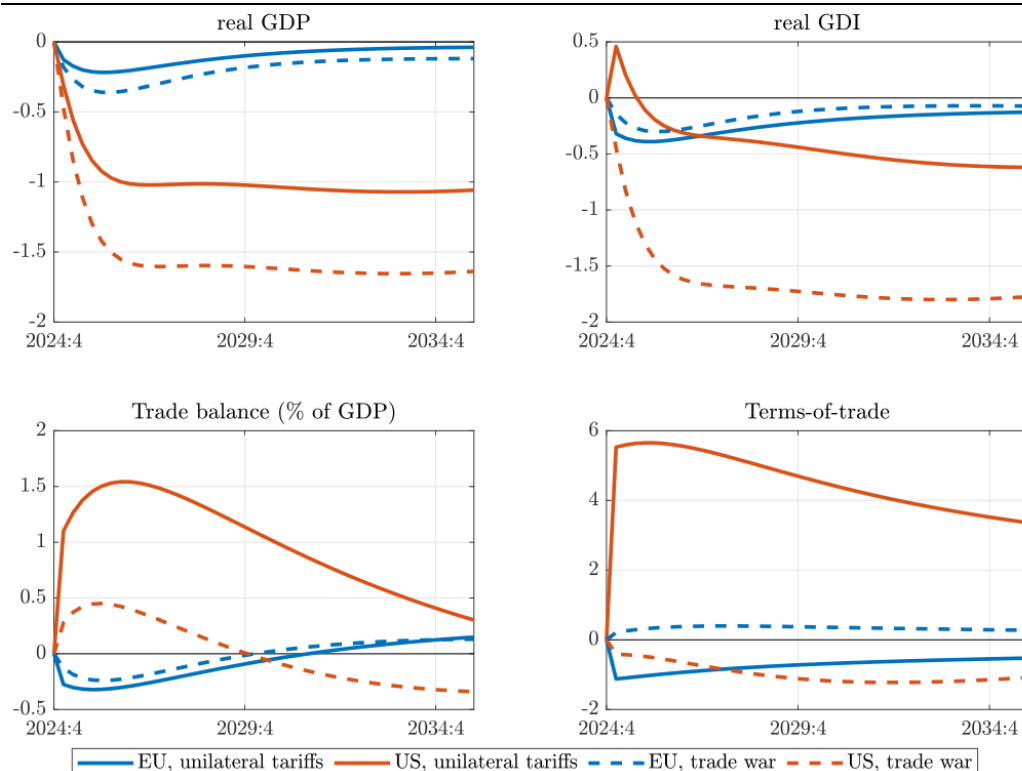 real GDP
0
-0.5
-1
-1.5
-2
2024:4 2029:4 2034:4
real GDI
0.5
0
-0.5
-1
-1.5
-2
2024:4 2029:4 2034:4
Trade balance (% of GDP)
2
1.5
1
0.5
0
-0.5
2024:4 2029:4 2034:4
Terms-of-trade
6
4
2
0
-2
2024:4 2029:4 2034:4
EU, unilateral tariffs US, unilateral tariffs EU, trade war US, trade war